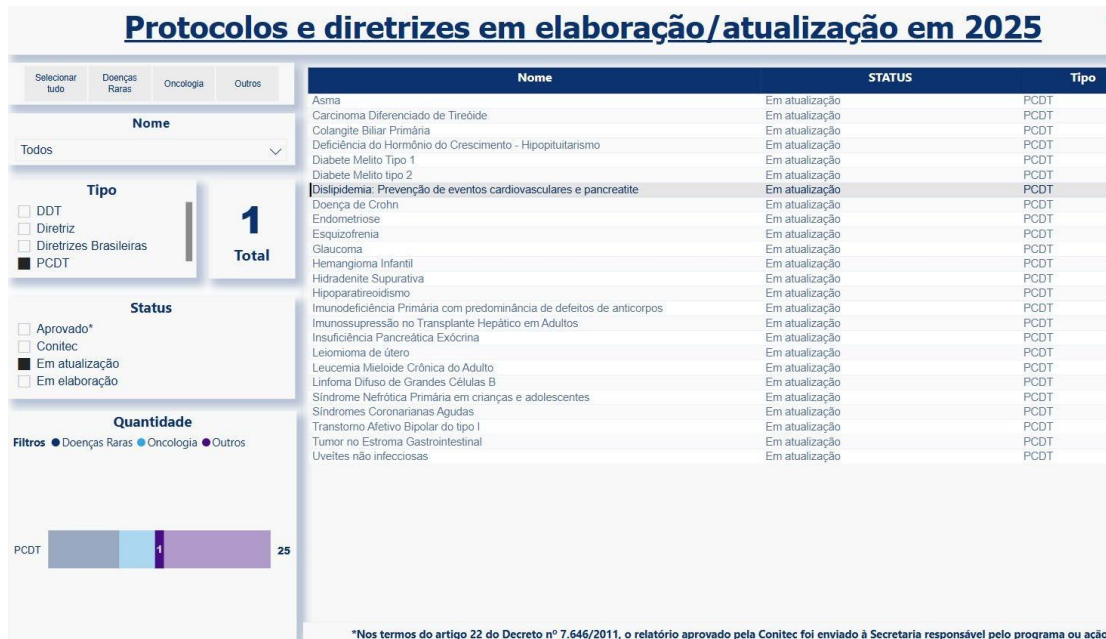 Protocolos e diretrizes em elaboração/atualização em 2025
Selecionar tudo
Doenças Raras
Oncologia
Outros
Nome
Todos
Tipo
DDT
Diretriz
Diretrizes Brasileiras
PCDT
1
Total
Status
Aprovado*
Conitec
Em atualização
Em elaboração
Quantidade
Filtros Doenças Raras Oncologia Outros
PCDT 1 25
Nome STATUS Tipo
Asma Em atualização PCDT
Carcinoma Diferenciado de Tireóide Em atualização PCDT
Colangite Biliar Primária Em atualização PCDT
Deficiência do Hormônio do Crescimento - Hipopituitarismo Em atualização PCDT
Diabete Melito Tipo 1 Em atualização PCDT
Diabete Melito tipo 2 Em atualização PCDT
Dislipidemia: Prevenção de eventos cardiovasculares e pancreatite Em atualização PCDT
Doença de Crohn Em atualização PCDT
Endometriose Em atualização PCDT
Esquizofrenia Em atualização PCDT
Glaucoma Em atualização PCDT
Hemangioma Infantil Em atualização PCDT
Hidradenite Supurativa Em atualização PCDT
Hipoparatireoidismo Em atualização PCDT
Imunodeficiência Primária com predominância de defeitos de anticorpos Em atualização PCDT
Imunossupressão no Transplante Hepático em Adultos Em atualização PCDT
Insuficiência Pancreática Exócrina Em atualização PCDT
Leiomioma de útero Em atualização PCDT
Leucemia Mieloide Crônica do Adulto Em atualização PCDT
Linfoma Difuso de Grandes Células B Em atualização PCDT
Síndrome Nefrótica Primária em crianças e adolescentes Em atualização PCDT
Síndromes Coronarianas Agudas Em atualização PCDT
Transtorno Afetivo Bipolar do tipo I Em atualização PCDT
Tumor no Estroma Gastrointestinal Em atualização PCDT
Uveítes não infecciosas Em atualização PCDT
*Nos termos do artigo 22 do Decreto nº 7.646/2011, o relatório aprovado pela Conitec foi enviado à Secretaria responsável pelo programa ou ação